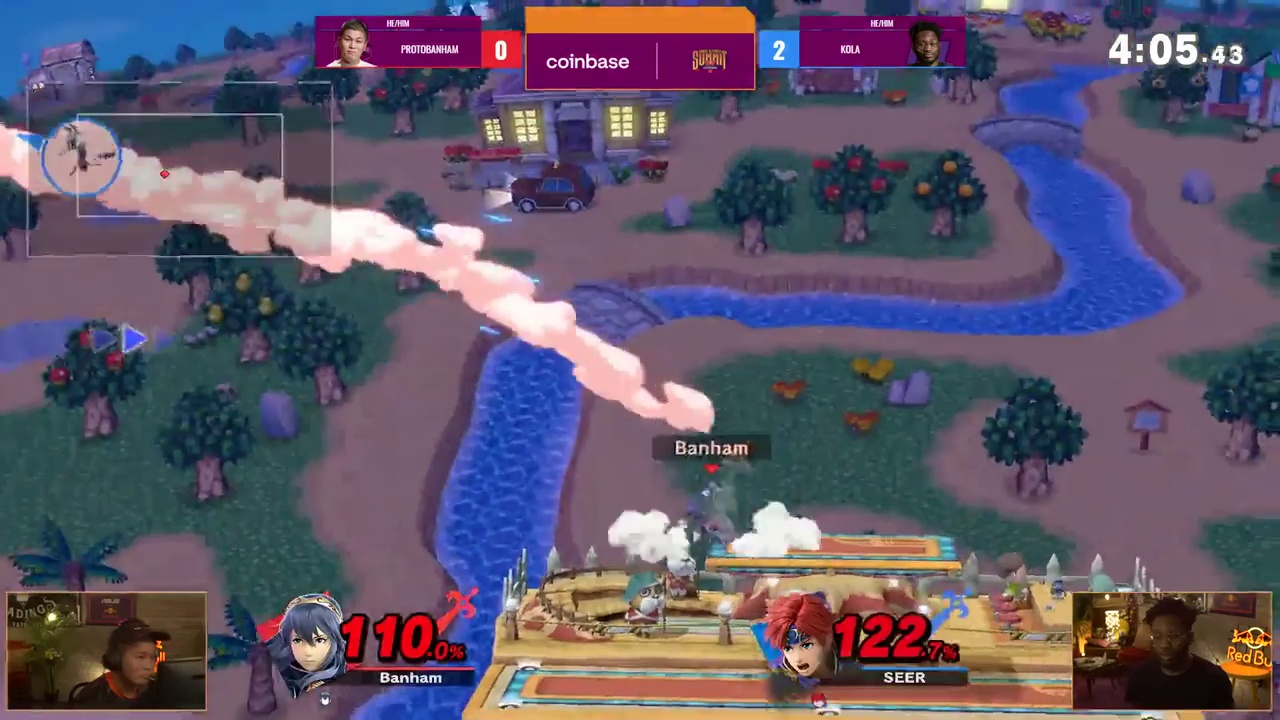 HE/HIM
PROTOBANHAM
0
coinbase
SUMMIT
2
HE/HIM
KOLA
4:05.43
Banham
110.0%
Banham
122.7%
SEER
Red Bu